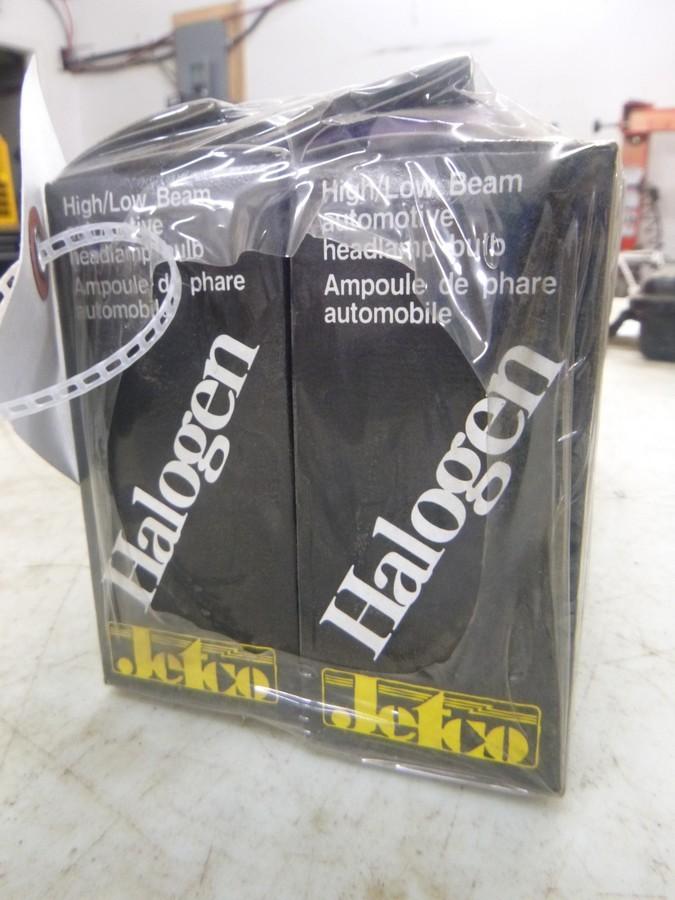 High/Low Beam
headlamp bulb
Ampoule de phare
automobile
Halogen
Jetco
High/Low Beam
automotive
headlamp bulb
Ampoule de phare
automobile
Halogen
Jetco